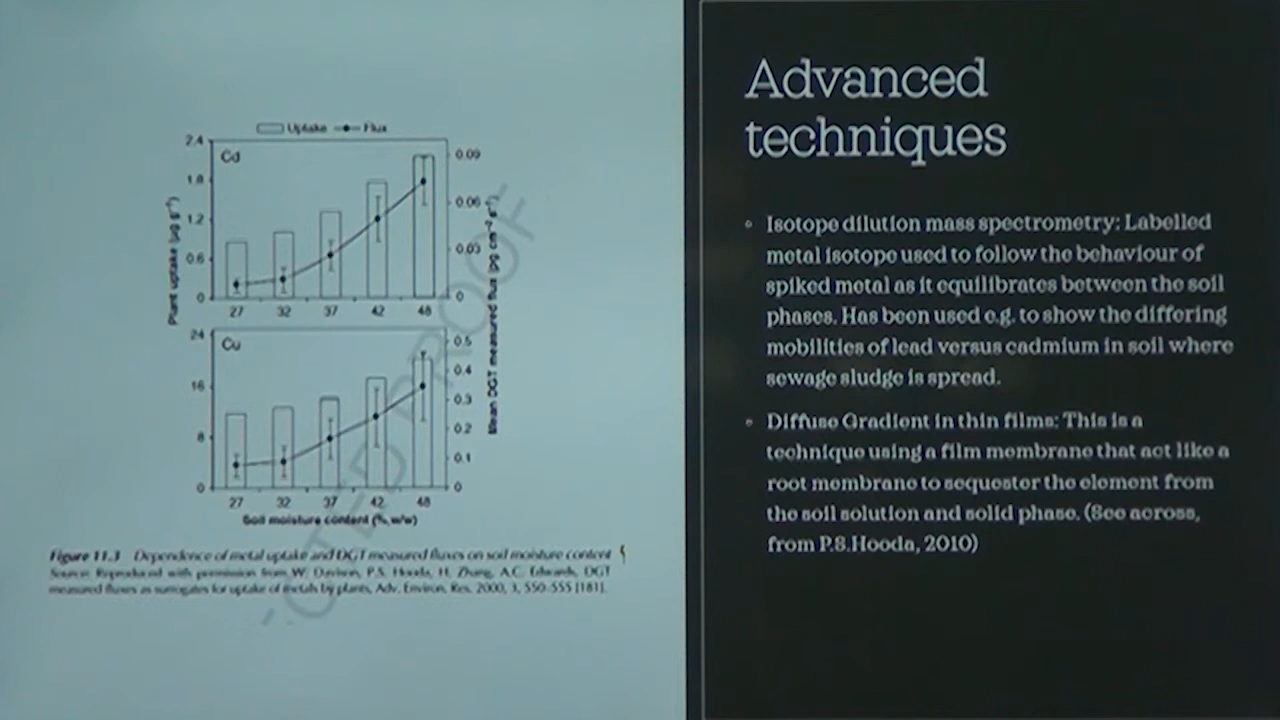 Uptake Flux
2.4
Cd
0.09
1.8
0.06
1.2
0.03
0.6
0
0
27 32 37 42 48
Plant uptake (µg g⁻¹)
Mean DGT measured flux (pg cm⁻² s⁻¹)
24
Cu
0.5
0.4
16
0.3
0.2
8
0.1
0
0
27 32 37 42 48
Soil moisture content (%, w/w)
Figure 11.3 Dependence of metal uptake and DGT measured fluxes on soil moisture content
Source: Reproduced with permission from W. Davison, P.S. Hooda, H. Zhang, A.C. Edwards, DGT
measured fluxes as surrogates for uptake of metals by plants, Adv. Environ. Res. 2000, 3, 550–555 [181].
PROOF
Advanced
techniques
Isotope dilution mass spectrometry: Labelled
metal isotope used to follow the behaviour of
spiked metal as it equilibrates between the soil
phases. Has been used e.g. to show the differing
mobilities of lead versus cadmium in soil where
sewage sludge is spread.
Diffuse Gradient in thin films: This is a
technique using a film membrane that act like a
root membrane to sequester the element from
the soil solution and solid phase. (See across,
from P.S.Hooda, 2010)